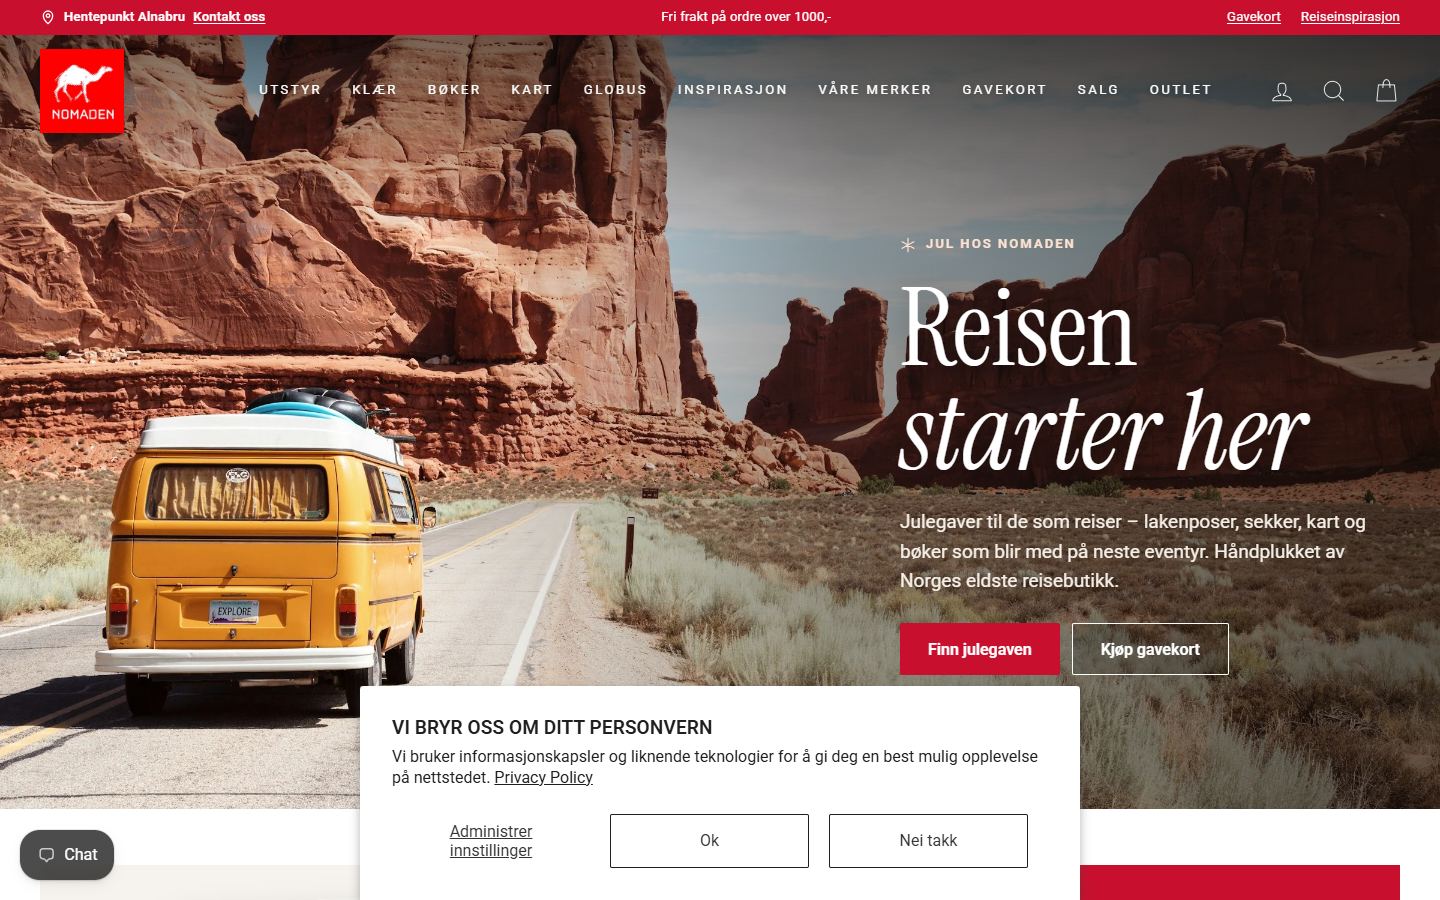 Hentepunkt Alnabru Kontakt oss
Fri frakt på ordre over 1000,-
Gavekort Reiseinspirasjon
NOMADEN
UTSTYR KLÆR BØKER KART GLOBUS INSPIRASJON VÅRE MERKER GAVEKORT SALG OUTLET
JUL HOS NOMADEN
Reisen
starter her
Julegaver til de som reiser – lakenposer, sekker, kart og
bøker som blir med på neste eventyr. Håndplukket av
Norges eldste reisebutikk.
Finn julegaven Kjøp gavekort
EXPLORE
VI BRYR OSS OM DITT PERSONVERN
Vi bruker informasjonskapsler og liknende teknologier for å gi deg en best mulig opplevelse
på nettstedet. Privacy Policy
Administrer
innstillinger
Ok
Nei takk
Chat